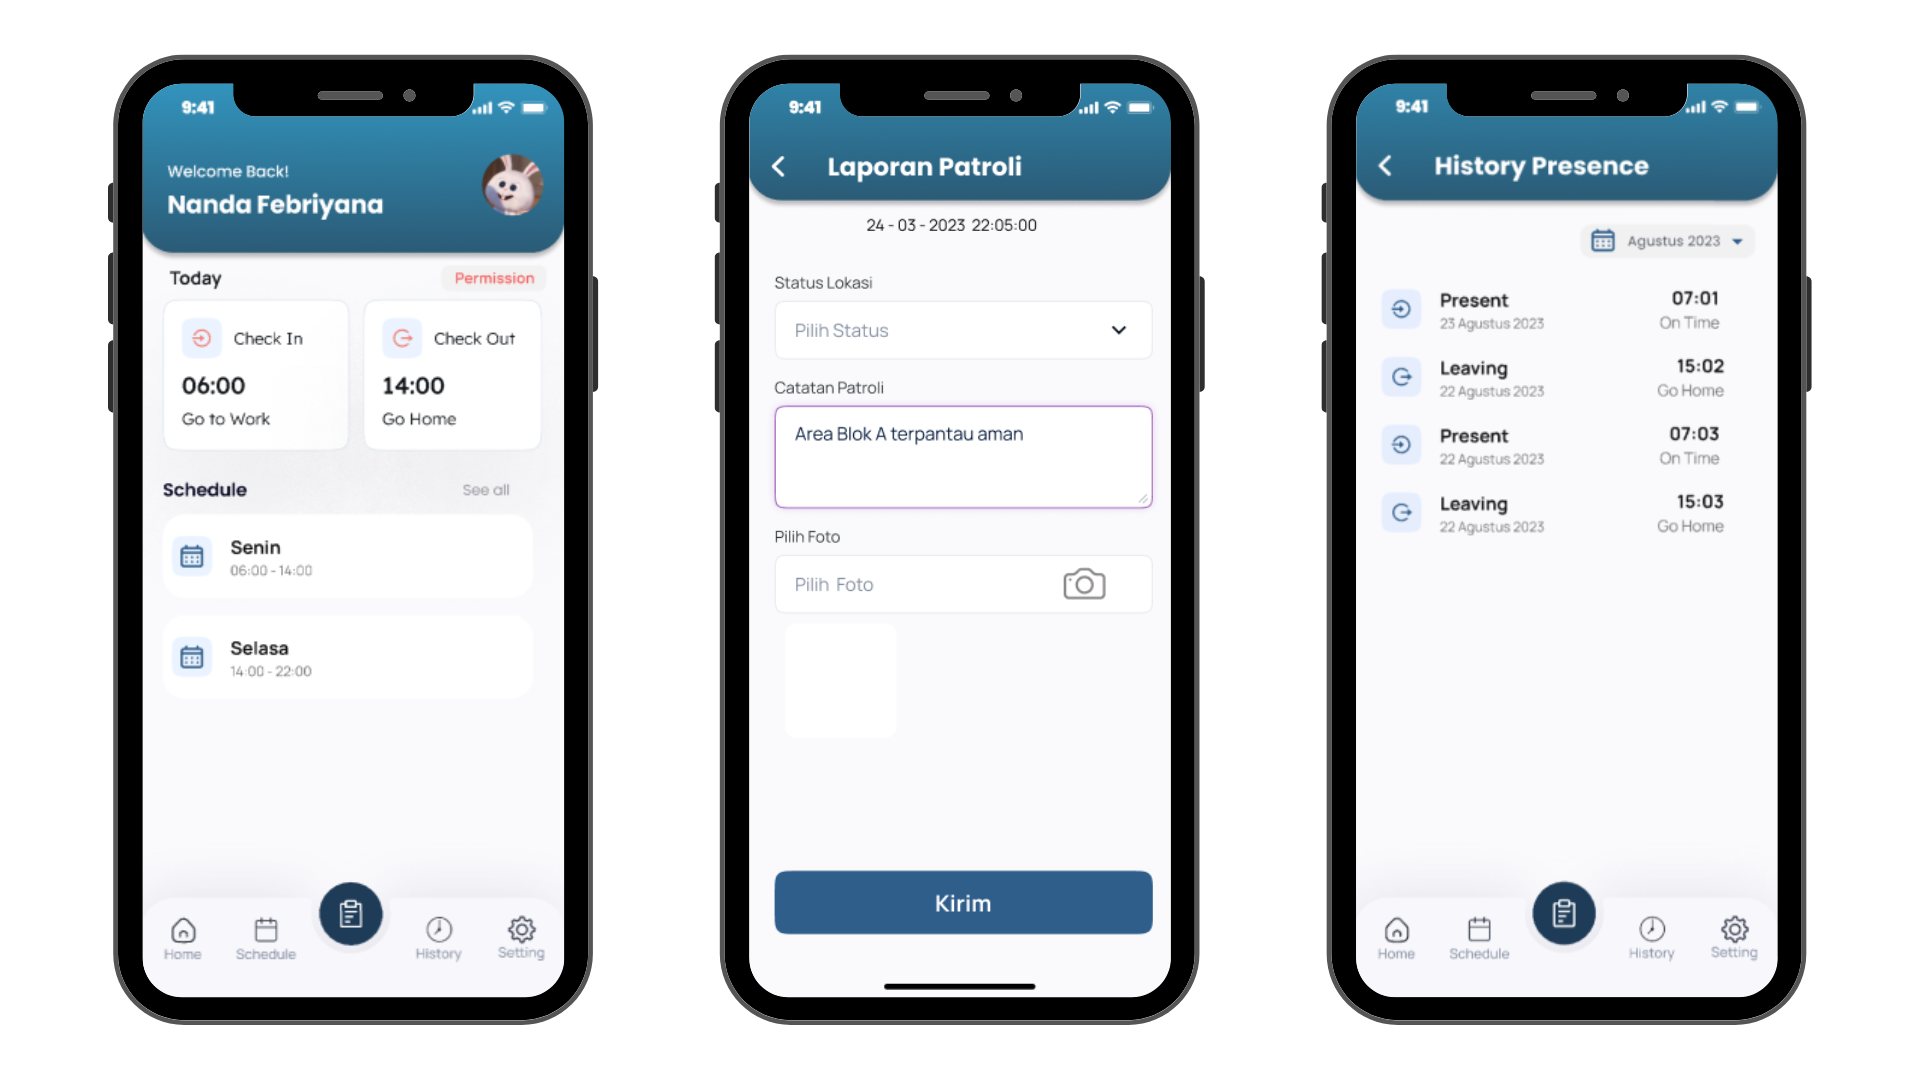 9:41
Welcome Back!
Nanda Febriyana
Today
Permission
Check In
06:00
Go to Work
Check Out
14:00
Go Home
Schedule
See all
Senin
06:00 - 14:00
Selasa
14:00 - 22:00
Home
Schedule
History
Setting
9:41
Laporan Patroli
24 - 03 - 2023 22:05:00
Status Lokasi
Pilih Status
Catatan Patroli
Area Blok A terpantau aman
Pilih Foto
Pilih Foto
Kirim
9:41
History Presence
Agustus 2023
Present
07:01
23 Agustus 2023
On Time
Leaving
15:02
22 Agustus 2023
Go Home
Present
07:03
22 Agustus 2023
On Time
Leaving
15:03
22 Agustus 2023
Go Home
Home
Schedule
History
Setting